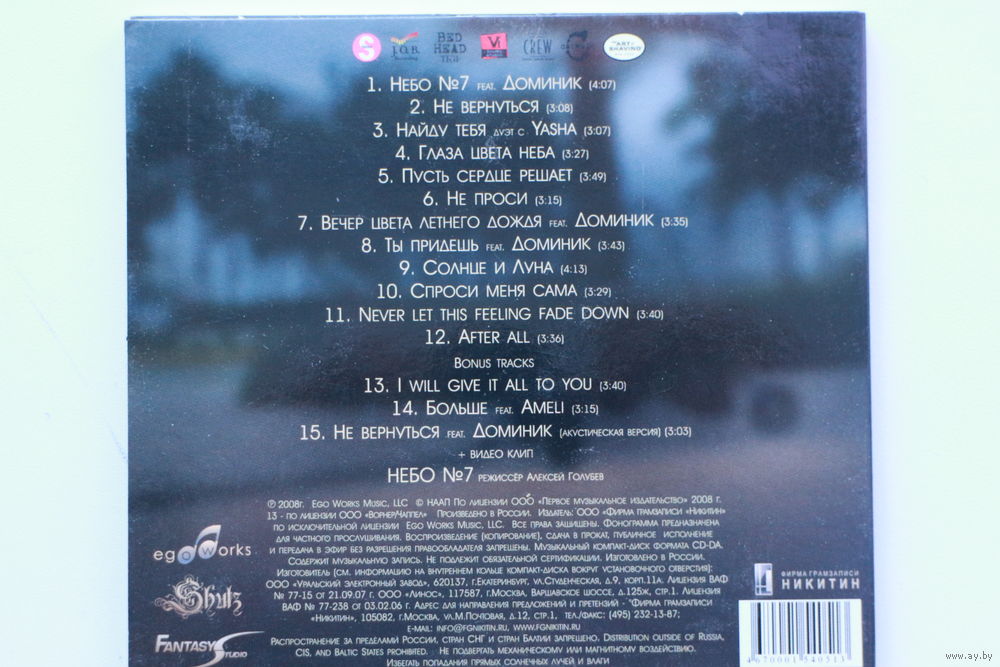 S
J.O.B.
BED
HEAD
TIGI
CREW
THE ART OF
SHAVING
1. Небо №7 feat. Доминик (4:07)
2. Не вернуться (3:08)
3. Найду тебя дуэт с Yasha (3:07)
4. Глаза цвета неба (3:27)
5. Пусть сердце решает (3:49)
6. Не проси (3:15)
7. Вечер цвета летнего дождя feat. Доминик (3:35)
8. Ты придешь feat. Доминик (3:43)
9. Солнце и Луна (4:13)
10. Спроси меня сама (3:29)
11. Never let this feeling fade down (3:40)
12. After all (3:36)
Bonus tracks
13. I will give it all to you (3:40)
14. Больше feat. Ameli (3:15)
15. Не вернуться feat. Доминик (акустическая версия) (3:03)
+ видео клип
НЕБО №7 режиссёр Алексей Голубев
℗ 2008г. Ego Works Music, LLC © НААП По лицензии ООО «Первое музыкальное издательство» 2008 г.
13 - по лицензии ООО «Ворнер/Чаппел» Произведено в России. Издатель: ООО «Фирма грамзаписи «Никитин»
по исключительной лицензии Ego Works Music, LLC. Все права защищены. Фонограмма предназначена
для частного прослушивания. Воспроизведение (копирование), сдача в прокат, публичное исполнение
и передача в эфир без разрешения правообладателя запрещены. Музыкальный компакт-диск формата CD-DA.
Содержит музыкальную запись. Не подлежит обязательной сертификации. Изготовлено в России.
Изготовитель (см. информацию на внутреннем кольце компакт-диска вокруг установочного отверстия):
ООО «Уральский электронный завод», 620137, г.Екатеринбург, ул.Студенческая, д.9, корп.11а. Лицензия ВАФ
№ 77-15 от 21.09.07 г. ООО «Линос», 117587, г.Москва, Варшавское шоссе, д.125ж, стр.1. Лицензия
ВАФ № 77-238 от 03.02.06 г. Адрес для направления предложений и претензий - "Фирма грамзаписи
«Никитин», 105082, г.Москва, ул.М.Почтовая, д.12, стр.1, тел./факс: (495) 232-13-87;
e-mail: info@fgnikitin.ru, www.fgnikitin.ru
Распространение за пределами России, стран СНГ и стран Балтии запрещено. Distribution outside of Russia,
CIS, and Baltic States prohibited. Не подвергать механическому или магнитному воздействию.
Избегать попадания прямых солнечных лучей и влаги
ego works
Shulz
Fantasy Studio
ФИРМА ГРАМЗАПИСИ
НИКИТИН
4 670001 540513
www.ay.by